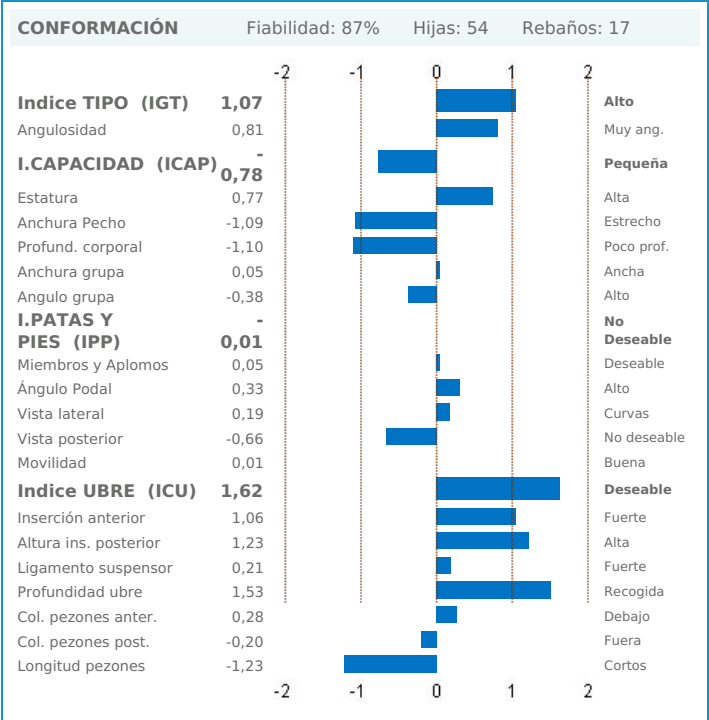 CONFORMACIÓN Fiabilidad: 87% Hijas: 54 Rebaños: 17
-2 -1 0 1 2
Indice TIPO (IGT) 1,07 Alto
Angulosidad 0,81 Muy ang.
I.CAPACIDAD (ICAP) -
0,78 Pequeña
Estatura 0,77 Alta
Anchura Pecho -1,09 Estrecho
Profund. corporal -1,10 Poco prof.
Anchura grupa 0,05 Ancha
Angulo grupa -0,38 Alto
I.PATAS Y - No
PIES (IPP) 0,01 Deseable
Miembros y Aplomos 0,05 Deseable
Ángulo Podal 0,33 Alto
Vista lateral 0,19 Curvas
Vista posterior -0,66 No deseable
Movilidad 0,01 Buena
Indice UBRE (ICU) 1,62 Deseable
Inserción anterior 1,06 Fuerte
Altura ins. posterior 1,23 Alta
Ligamento suspensor 0,21 Fuerte
Profundidad ubre 1,53 Recogida
Col. pezones anter. 0,28 Debajo
Col. pezones post. -0,20 Fuera
Longitud pezones -1,23 Cortos
-2 -1 0 1 2